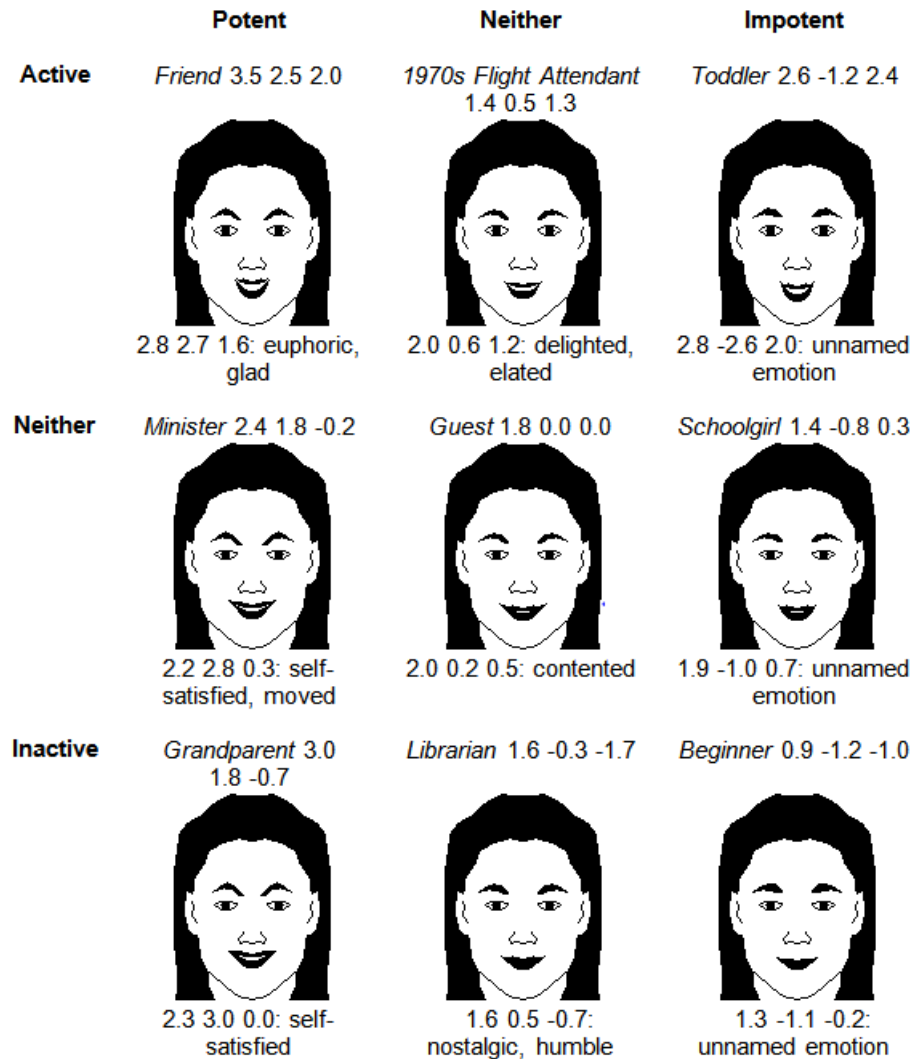 Potent Neither Impotent
Active Friend 3.5 2.5 2.0 1970s Flight Attendant Toddler 2.6 -1.2 2.4
1.4 0.5 1.3
2.8 2.7 1.6: euphoric, 2.0 0.6 1.2: delighted, 2.8 -2.6 2.0: unnamed
glad elated emotion
Neither Minister 2.4 1.8 -0.2 Guest 1.8 0.0 0.0 Schoolgirl 1.4 -0.8 0.3
2.2 2.8 0.3: self- 2.0 0.2 0.5: contented 1.9 -1.0 0.7: unnamed
satisfied, moved emotion
Inactive Grandparent 3.0 Librarian 1.6 -0.3 -1.7 Beginner 0.9 -1.2 -1.0
1.8 -0.7
2.3 3.0 0.0: self- 1.6 0.5 -0.7: 1.3 -1.1 -0.2:
satisfied nostalgic, humble unnamed emotion